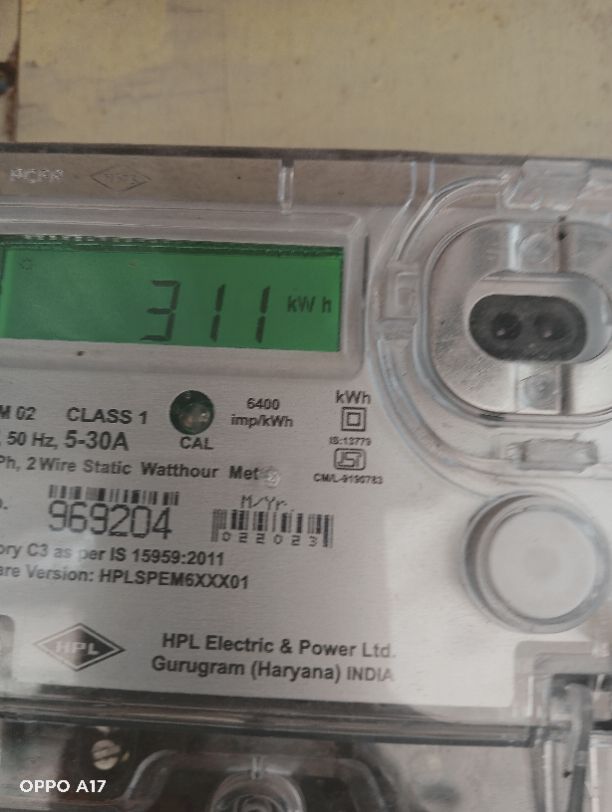 311 kWh
M 02 CLASS 1
6400
imp/kWh
kWh
50 Hz, 5-30A
CAL
IS:13779
CM/L-9190783
Ph, 2 Wire Static Watthour Met
M/Yr.
969204
022023
ory C3 as per IS 15959:2011
are Version: HPLSPEM6XXX01
HPL
HPL Electric & Power Ltd.
Gurugram (Haryana) INDIA
OPPO A17